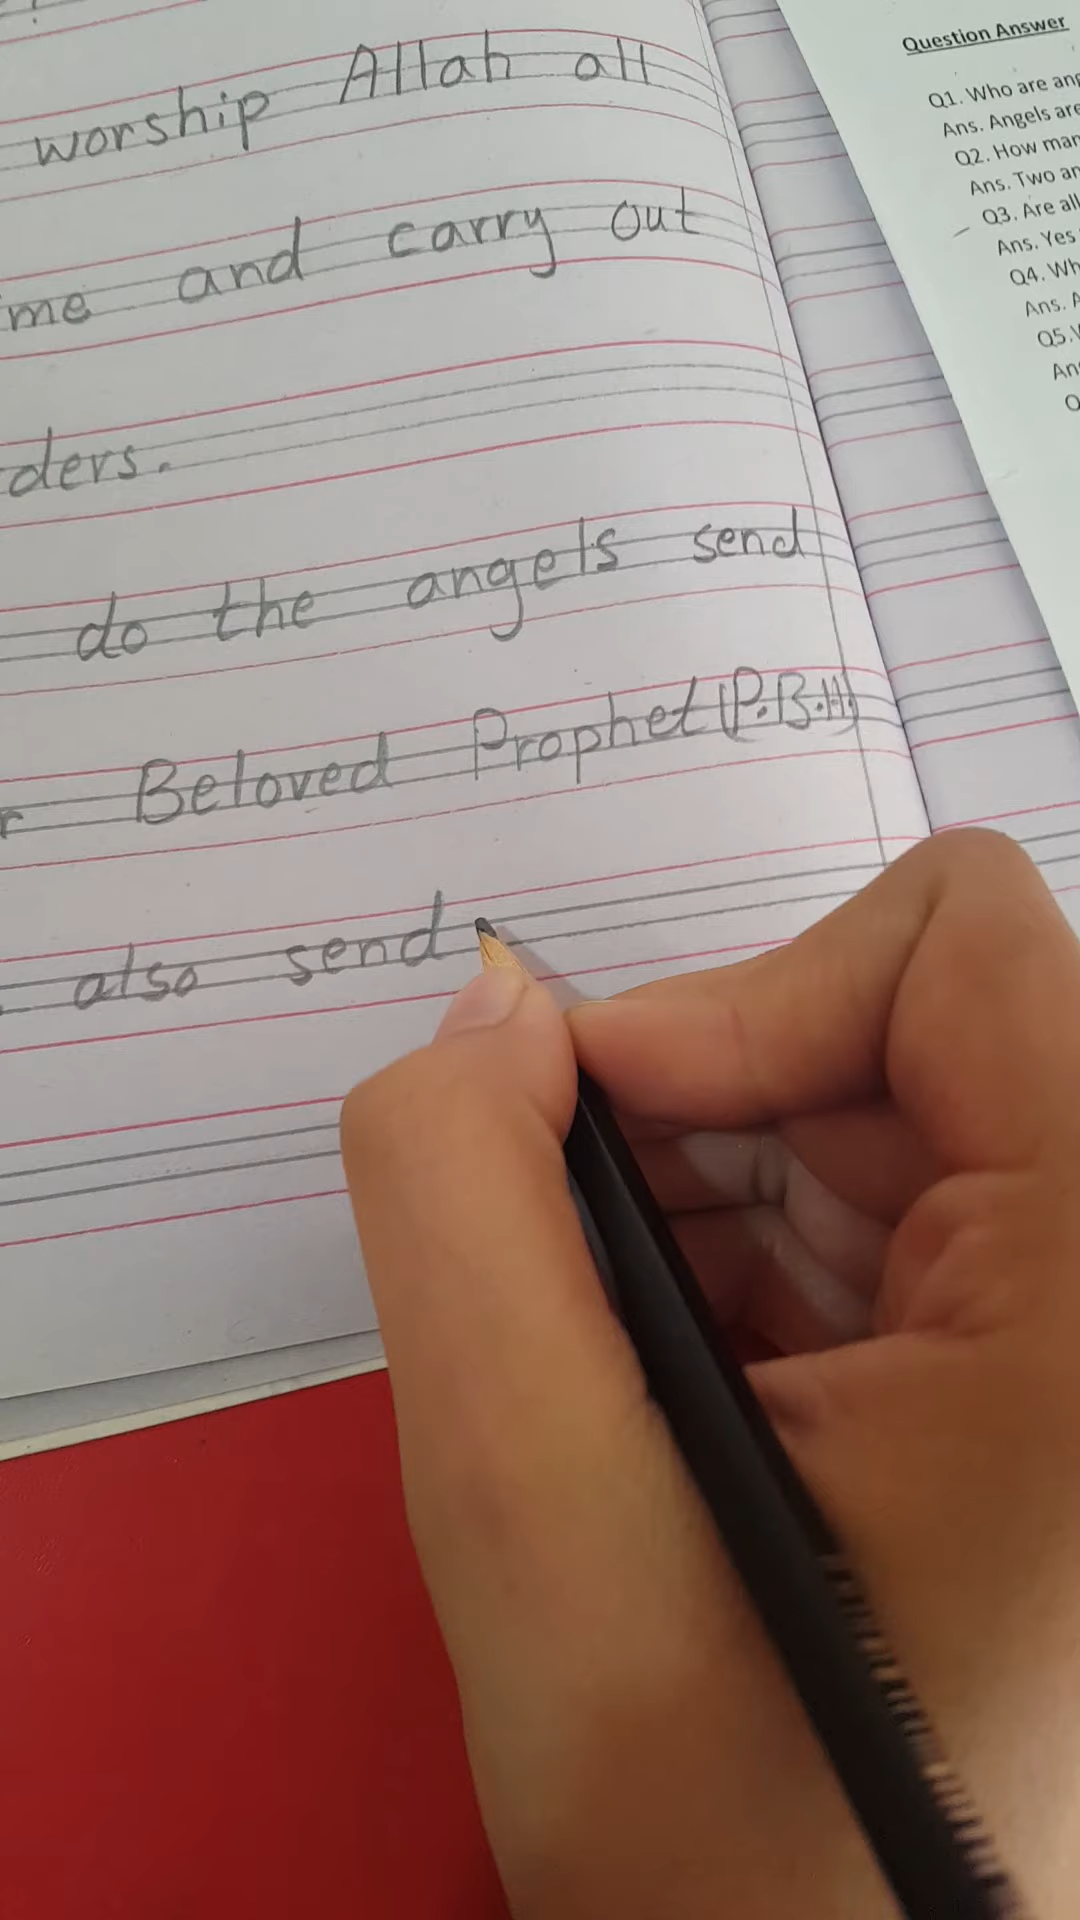 worship Allah all
me and carry out
ders.
do the angels send
r Beloved Prophet (P.B.H)
also send
Question Answer
Q1. Who are ang
Ans. Angels are
Q2. How man
Ans. Two an
Q3. Are all
Ans. Yes
Q4. Wh
Ans. A
Q5.W
Ans
Q